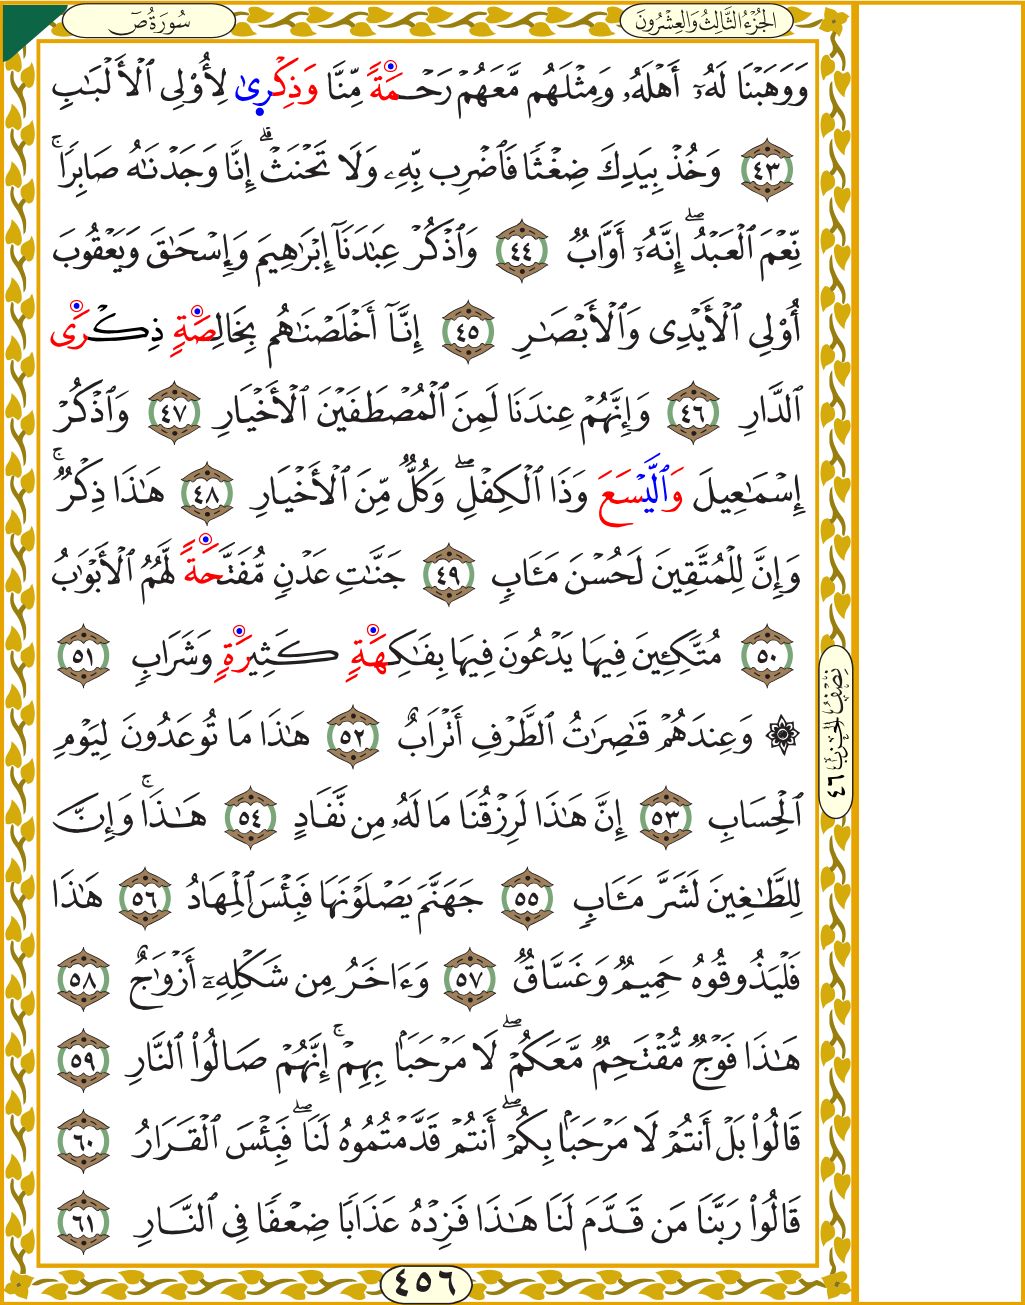 سُورَةُ صٓ
الجُزْءُ الثَّالِثُ وَالعِشْرُونَ
وَوَهَبۡنَا لَهُۥٓ أَهۡلَهُۥ وَمِثۡلَهُم مَّعَهُمۡ رَحۡمَةٗ مِّنَّا وَذِكۡرٜىٰ لِأُوْلِي ٱلۡأَلۡبَٰبِ
٤٣ وَخُذۡ بِيَدِكَ ضِغۡثٗا فَٱضۡرِب بِّهِۦ وَلَا تَحۡنَثۡۗ إِنَّا وَجَدۡنَٰهُ صَابِرٗاۚ
نِّعۡمَ ٱلۡعَبۡدُۖ إِنَّهُۥٓ أَوَّابٞ ٤٤ وَٱذۡكُرۡ عِبَٰدَنَآ إِبۡرَٰهِيمَ وَإِسۡحَٰقَ وَيَعۡقُوبَ
أُوْلِي ٱلۡأَيۡدِي وَٱلۡأَبۡصَٰرِ ٤٥ إِنَّآ أَخۡلَصۡنَٰهُم بِخَالِصَةٖ ذِكۡرَى
ٱلدَّارِ ٤٦ وَإِنَّهُمۡ عِندَنَا لَمِنَ ٱلۡمُصۡطَفَيۡنَ ٱلۡأَخۡيَارِ ٤٧ وَٱذۡكُرۡ
إِسۡمَٰعِيلَ وَٱلَّيۡسَعَ وَذَا ٱلۡكِفۡلِۖ وَكُلّٞ مِّنَ ٱلۡأَخۡيَارِ ٤٨ هَٰذَا ذِكۡرٞۚ
وَإِنَّ لِلۡمُتَّقِينَ لَحُسۡنَ مَـَٔابٖ ٤٩ جَنَّٰتِ عَدۡنٖ مُّفَتَّحَةٗ لَّهُمُ ٱلۡأَبۡوَٰبُ
٥٠ مُتَّكِـِٔينَ فِيهَا يَدۡعُونَ فِيهَا بِفَٰكِهَةٖ كَثِيرَةٖ وَشَرَابٖ ٥١
۞ وَعِندَهُمۡ قَٰصِرَٰتُ ٱلطَّرۡفِ أَتۡرَابٌ ٥٢ هَٰذَا مَا تُوعَدُونَ لِيَوۡمِ
ٱلۡحِسَابِ ٥٣ إِنَّ هَٰذَا لَرِزۡقُنَا مَا لَهُۥ مِن نَّفَادٍ ٥٤ هَٰذَاۚ وَإِنَّ
لِلطَّٰغِينَ لَشَرَّ مَـَٔابٖ ٥٥ جَهَنَّمَ يَصۡلَوۡنَهَا فَبِئۡسَ ٱلۡمِهَادُ ٥٦ هَٰذَا
فَلۡيَذُوقُوهُ حَمِيمٞ وَغَسَّاقٞ ٥٧ وَءَاخَرُ مِن شَكۡلِهِۦٓ أَزۡوَٰجٌ ٥٨
هَٰذَا فَوۡجٞ مُّقۡتَحِمٞ مَّعَكُمۡۖ لَا مَرۡحَبَۢا بِهِمۡۚ إِنَّهُمۡ صَالُواْ ٱلنَّارِ ٥٩
قَالُواْ بَلۡ أَنتُمۡ لَا مَرۡحَبَۢا بِكُمۡۖ أَنتُمۡ قَدَّمۡتُمُوهُ لَنَاۖ فَبِئۡسَ ٱلۡقَرَارُ ٦٠
قَالُواْ رَبَّنَا مَن قَدَّمَ لَنَا هَٰذَا فَزِدۡهُ عَذَابٗا ضِعۡفٗا فِي ٱلنَّارِ ٦١
نِصْفُ الحِزْبِ ٤٦
٤٥٦